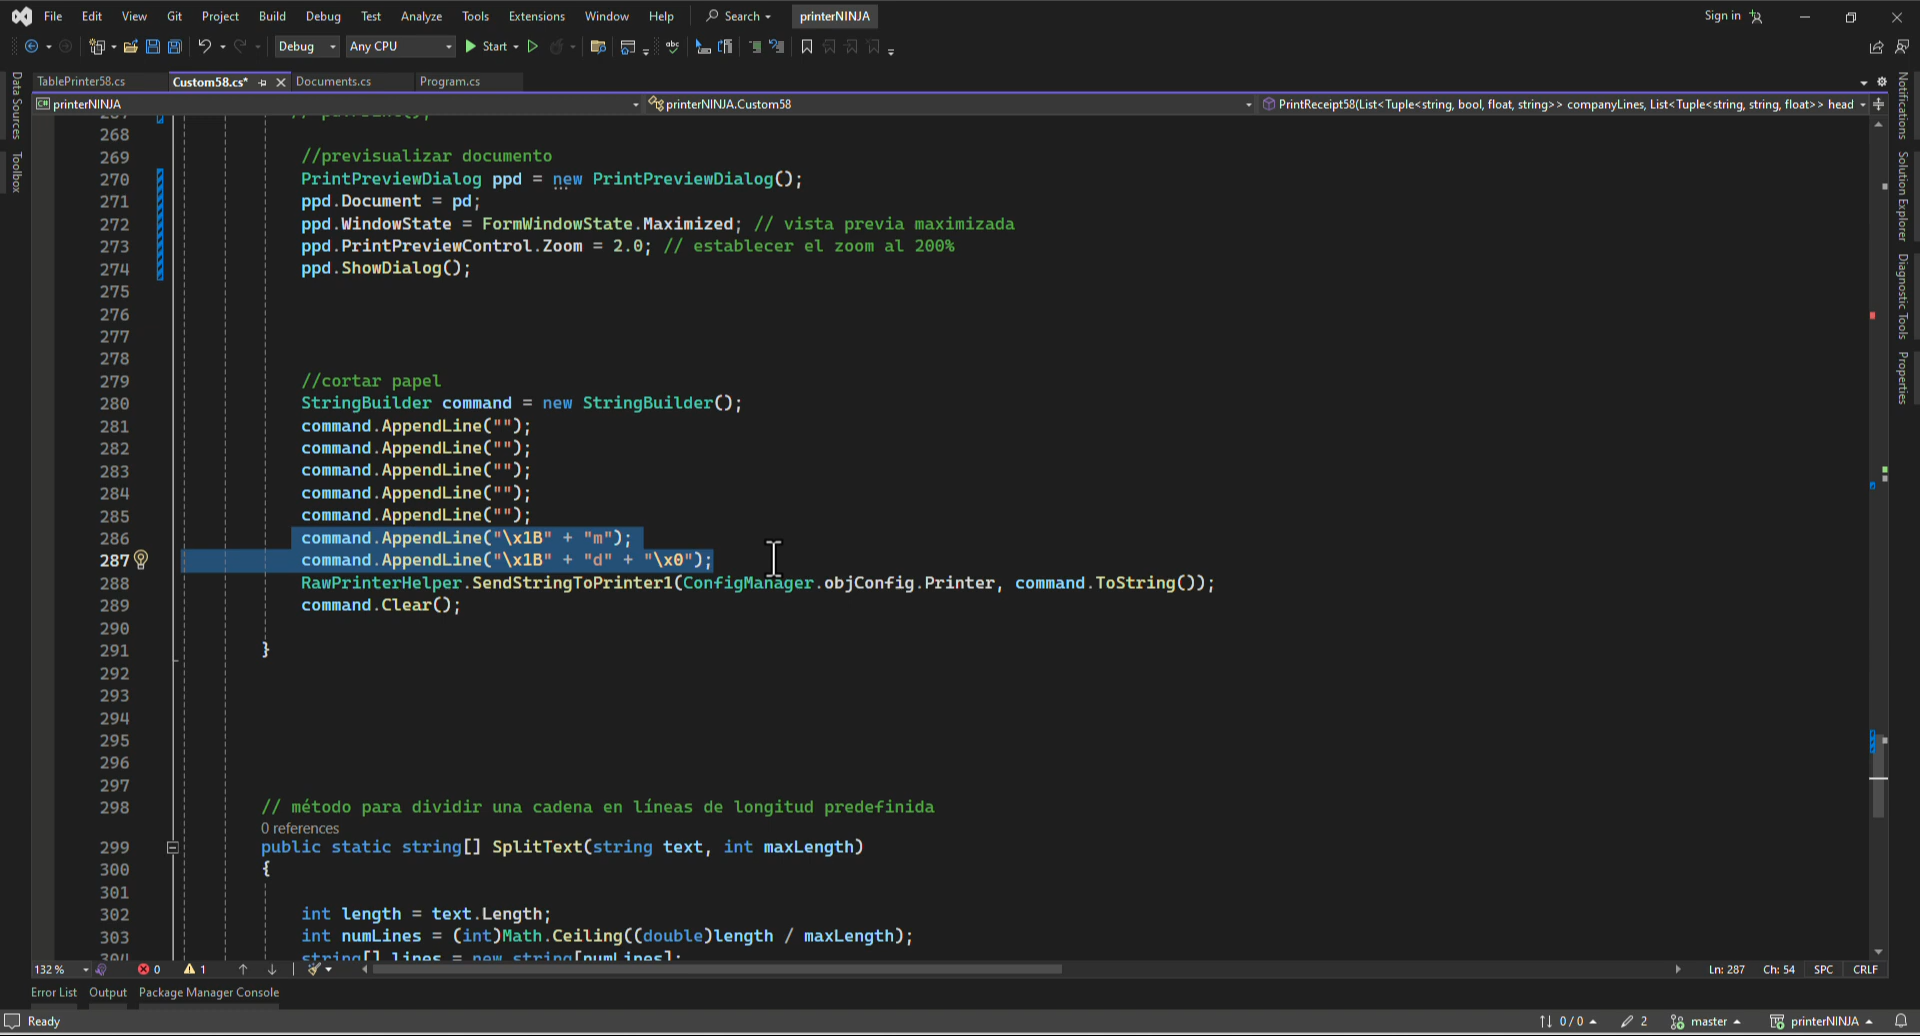 File Edit View Git Project Build Debug Test Analyze Tools Extensions Window Help Search printerNINJA Sign in
Debug Any CPU Start
Data Sources
Toolbox
TablePrinter58.cs Custom58.cs* Documents.cs Program.cs
printerNINJA printerNINJA.Custom58 PrintReceipt58(List<Tuple<string, bool, float, string>> companyLines, List<Tuple<string, string, float>> head
268
269 //previsualizar documento
270 PrintPreviewDialog ppd = new PrintPreviewDialog();
271 ppd.Document = pd;
272 ppd.WindowState = FormWindowState.Maximized; // vista previa maximizada
273 ppd.PrintPreviewControl.Zoom = 2.0; // establecer el zoom al 200%
274 ppd.ShowDialog();
275
276
277
278
279 //cortar papel
280 StringBuilder command = new StringBuilder();
281 command.AppendLine("");
282 command.AppendLine("");
283 command.AppendLine("");
284 command.AppendLine("");
285 command.AppendLine("");
286 command.AppendLine("\x1B" + "m");
287 command.AppendLine("\x1B" + "d" + "\x0");
288 RawPrinterHelper.SendStringToPrinter1(ConfigManager.objConfig.Printer, command.ToString());
289 command.Clear();
290
291 }
292
293
294
295
296
297
298 // método para dividir una cadena en líneas de longitud predefinida
0 references
299 public static string[] SplitText(string text, int maxLength)
300 {
301
302 int length = text.Length;
303 int numLines = (int)Math.Ceiling((double)length / maxLength);
304 string[] lines = new string[numLines];
Notifications
Solution Explorer
Diagnostic Tools
Properties
132 % 0 1 Ln: 287 Ch: 54 SPC CRLF
Error List Output Package Manager Console
Ready 0 / 0 2 master printerNINJA